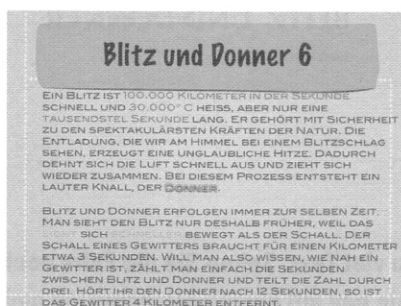 Blitz und Donner 6
EIN BLITZ IST 100.000 KILOMETER IN DER SEKUNDE
SCHNELL UND 30.000° C HEISS, ABER NUR EINE
TAUSENDSTEL SEKUNDE LANG. ER GEHÖRT MIT SICHERHEIT
ZU DEN SPEKTAKULÄRSTEN KRÄFTEN DER NATUR. DIE
ENTLADUNG, DIE WIR AM HIMMEL BEI EINEM BLITZSCHLAG
SEHEN, ERZEUGT EINE UNGLAUBLICHE HITZE. DADURCH
DEHNT SICH DIE LUFT SCHNELL AUS UND ZIEHT SICH
WIEDER ZUSAMMEN. BEI DIESEM PROZESS ENTSTEHT EIN
LAUTER KNALL, DER DONNER.
BLITZ UND DONNER ERFOLGEN IMMER ZUR SELBEN ZEIT.
MAN SIEHT DEN BLITZ NUR DESHALB FRÜHER, WEIL DAS
SICH BEWEGT ALS DER SCHALL. DER
SCHALL EINES GEWITTERS BRAUCHT FÜR EINEN KILOMETER
ETWA 3 SEKUNDEN. WILL MAN ALSO WISSEN, WIE NAH EIN
GEWITTER IST, ZÄHLT MAN EINFACH DIE SEKUNDEN
ZWISCHEN BLITZ UND DONNER UND TEILT DIE ZAHL DURCH
DREI. HÖRT IHR DEN DONNER NACH 12 SEKUNDEN, SO IST
DAS GEWITTER 4 KILOMETER ENTFERNT.